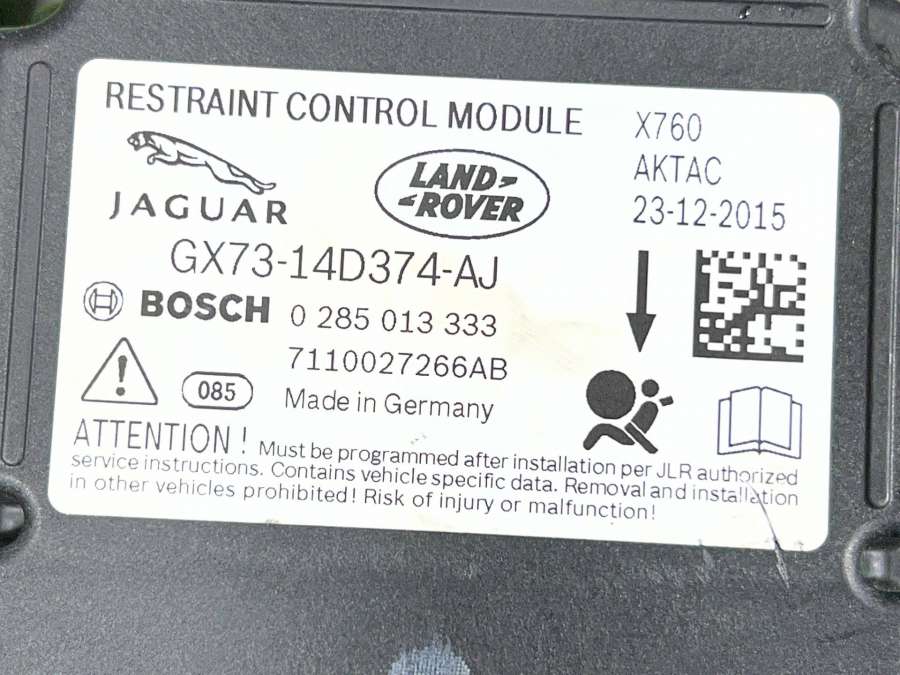 RESTRAINT CONTROL MODULE
X760
AKTAC
23-12-2015
JAGUAR
LAND
ROVER
GX73-14D374-AJ
BOSCH 0 285 013 333
7110027266AB
085
Made in Germany
ATTENTION! Must be programmed after installation per JLR authorized
service instructions. Contains vehicle specific data. Removal and installation
in other vehicles prohibited! Risk of injury or malfunction!